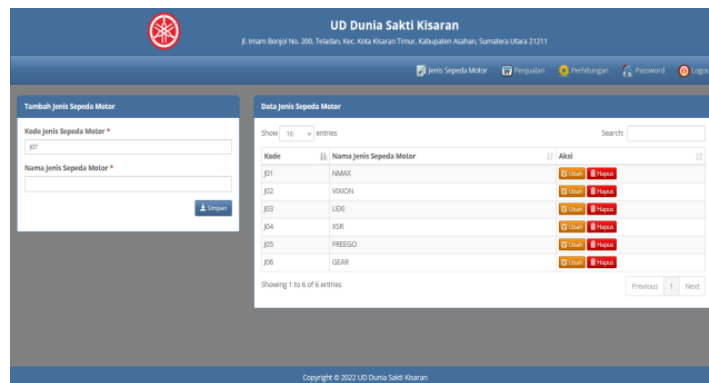 UD Dunia Sakti Kisaran
Jl. Imam Bonjol No. 200, Teladan, Kec. Kota Kisaran Timur, Kabupaten Asahan, Sumatera Utara 21211
Jenis Sepeda Motor Penjualan Perhitungan Password Logou
Tambah Jenis Sepeda Motor
Kode Jenis Sepeda Motor *
J07
Nama Jenis Sepeda Motor *
Simpan
Data Jenis Sepeda Motor
Show 10 entries Search:
Kode Nama Jenis Sepeda Motor Aksi
J01 NMAX Ubah Hapus
J02 VIXION Ubah Hapus
J03 LEXI Ubah Hapus
J04 XSR Ubah Hapus
J05 FREEGO Ubah Hapus
J06 GEAR Ubah Hapus
Showing 1 to 6 of 6 entries Previous 1 Next
Copyright © 2022 UD Dunia Sakti Kisaran